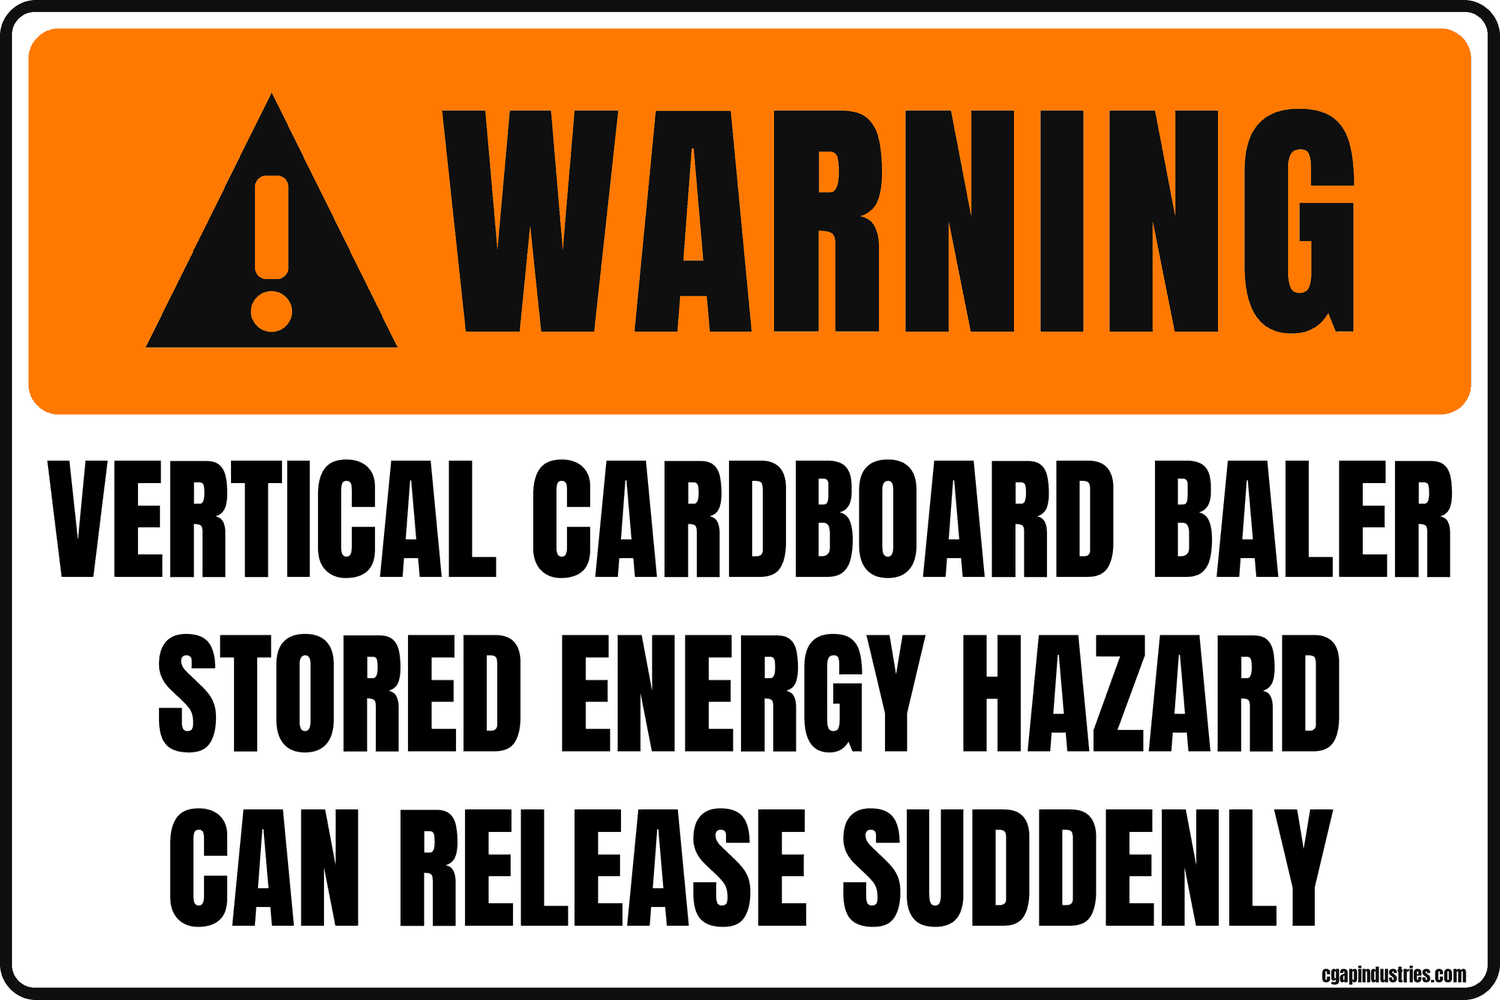 WARNING
VERTICAL CARDBOARD BALER
STORED ENERGY HAZARD
CAN RELEASE SUDDENLY
cgapindustries.com